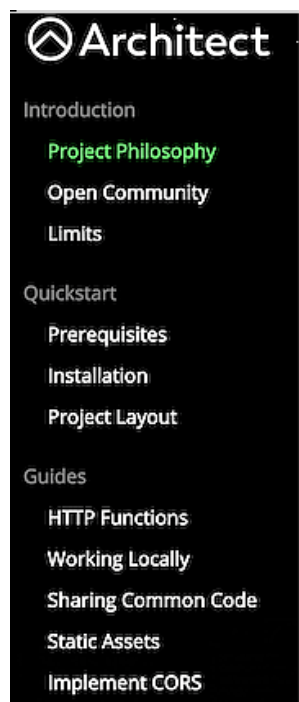 Architect
Introduction
Project Philosophy
Open Community
Limits
Quickstart
Prerequisites
Installation
Project Layout
Guides
HTTP Functions
Working Locally
Sharing Common Code
Static Assets
Implement CORS